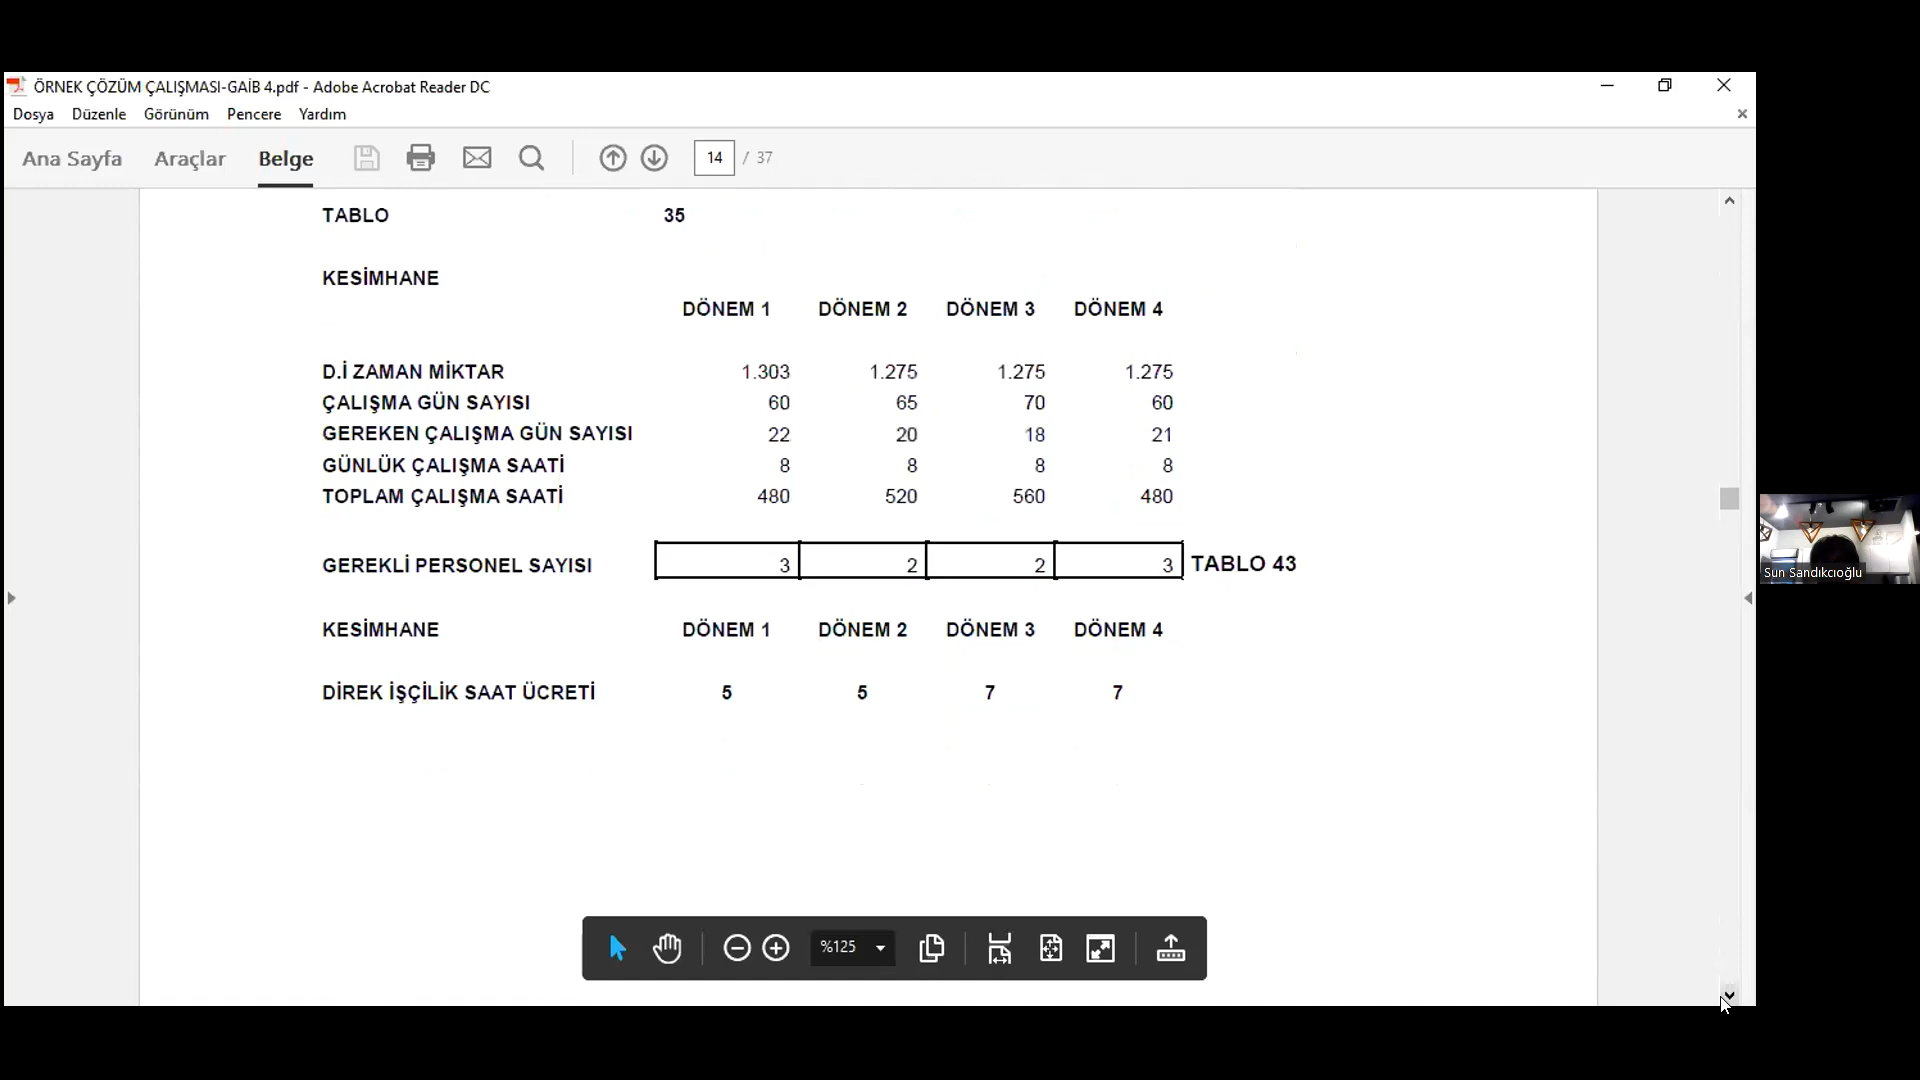 ÖRNEK ÇÖZÜM ÇALIŞMASI-GAİB 4.pdf - Adobe Acrobat Reader DC
Dosya Düzenle Görünüm Pencere Yardım
Ana Sayfa Araçlar Belge 14 / 37
TABLO 35
KESİMHANE
DÖNEM 1 DÖNEM 2 DÖNEM 3 DÖNEM 4
D.İ ZAMAN MİKTAR 1.303 1.275 1.275 1.275
ÇALIŞMA GÜN SAYISI 60 65 70 60
GEREKEN ÇALIŞMA GÜN SAYISI 22 20 18 21
GÜNLÜK ÇALIŞMA SAATİ 8 8 8 8
TOPLAM ÇALIŞMA SAATİ 480 520 560 480
GEREKLİ PERSONEL SAYISI 3 2 2 3 TABLO 43
Sun Sandıkcıoğlu
KESİMHANE DÖNEM 1 DÖNEM 2 DÖNEM 3 DÖNEM 4
DİREK İŞÇİLİK SAAT ÜCRETİ 5 5 7 7
%125